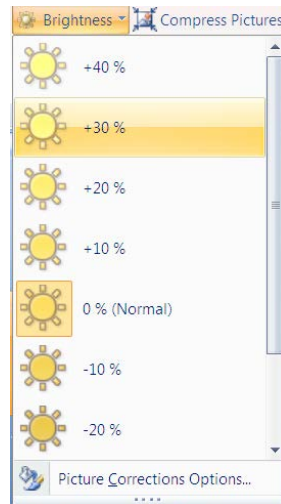 Brightness Compress Pictures
+40 %
+30 %
+20 %
+10 %
0 % (Normal)
-10 %
-20 %
Picture Corrections Options...